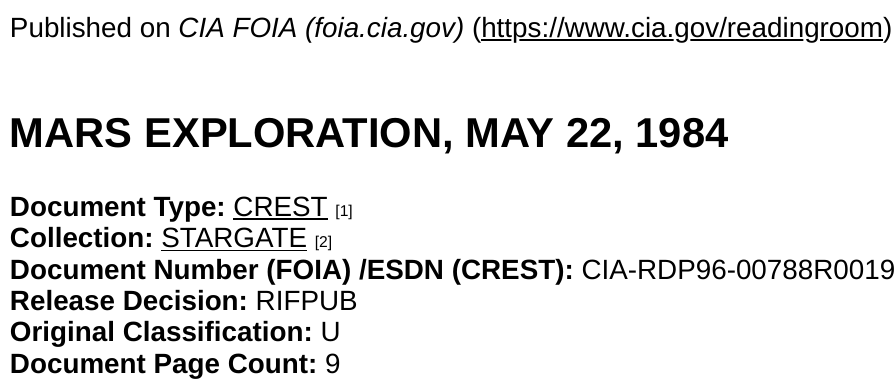 Published on CIA FOIA (foia.cia.gov) (https://www.cia.gov/readingroom)
MARS EXPLORATION, MAY 22, 1984
Document Type: CREST [1]
Collection: STARGATE [2]
Document Number (FOIA) /ESDN (CREST): CIA-RDP96-00788R0019
Release Decision: RIFPUB
Original Classification: U
Document Page Count: 9